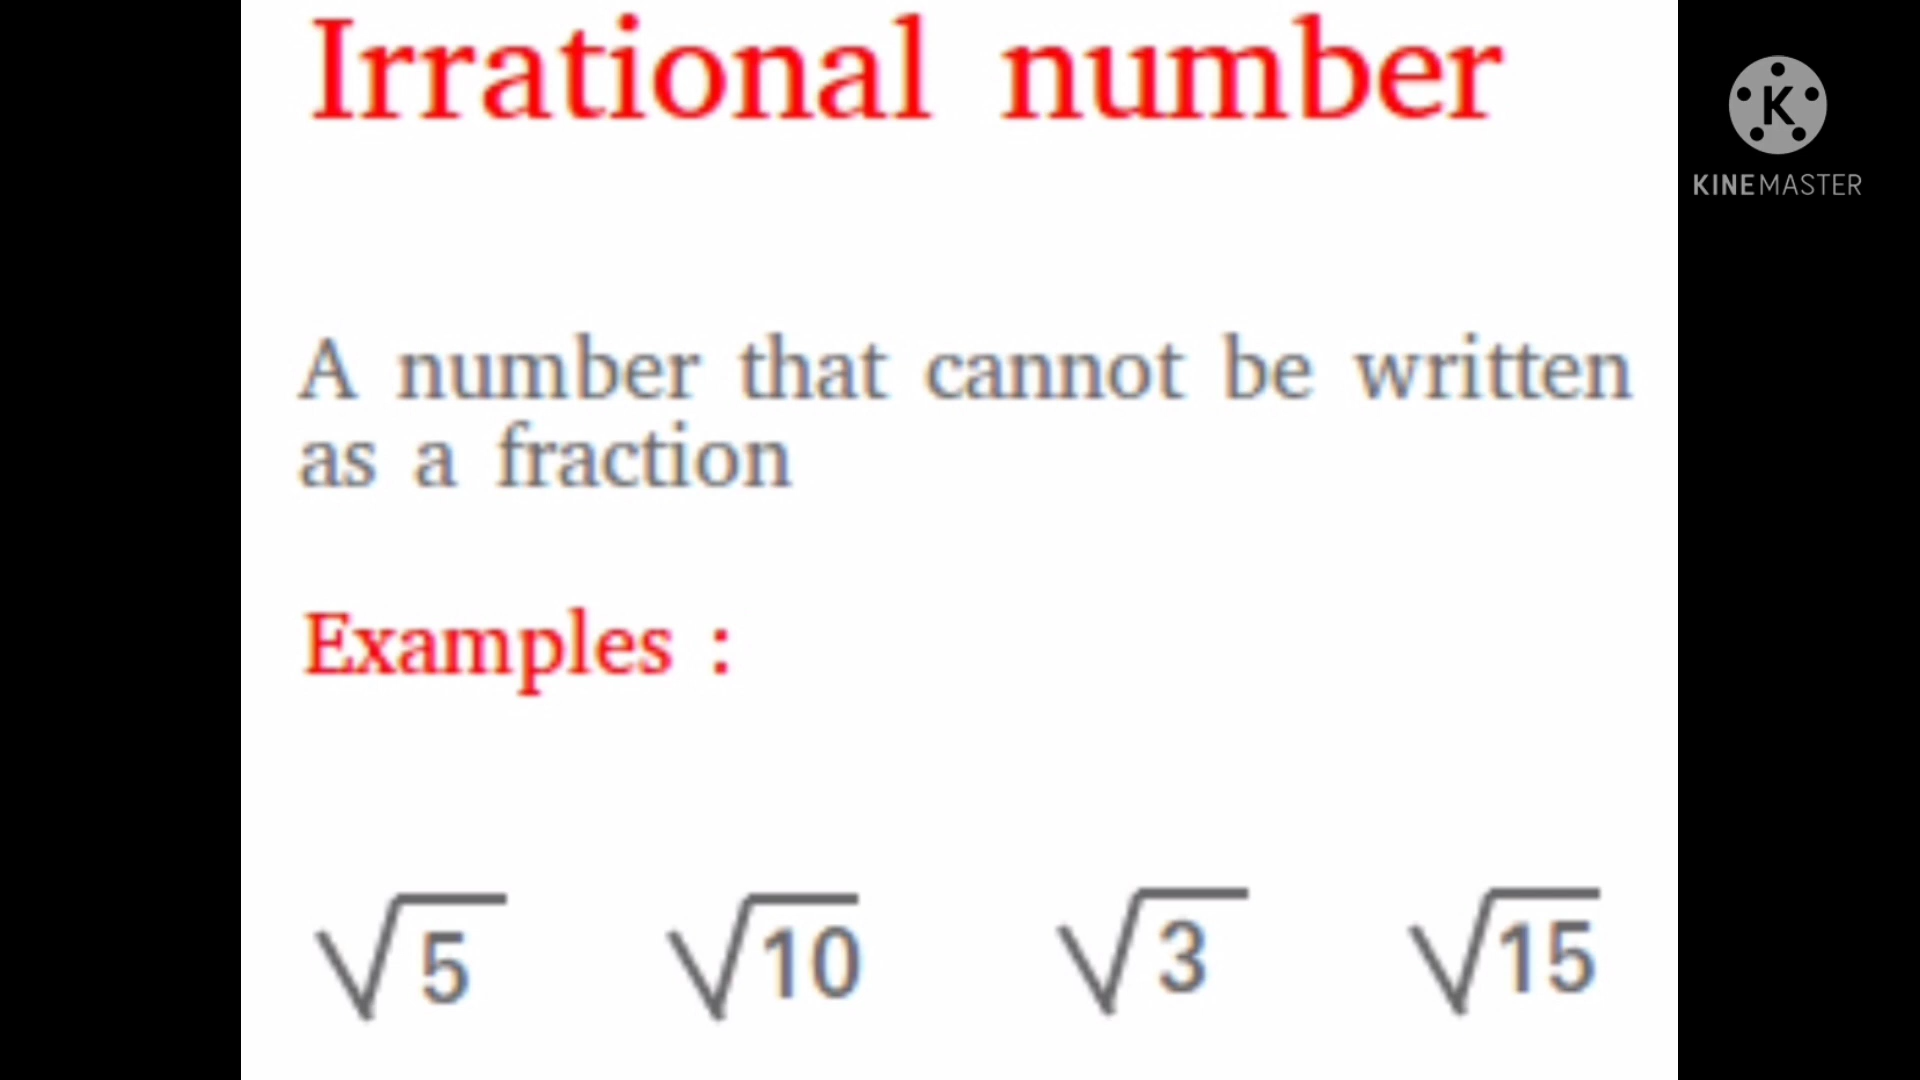 Irrational number
K
KINEMASTER
A number that cannot be written
as a fraction
Examples :
√5 √10 √3 √15